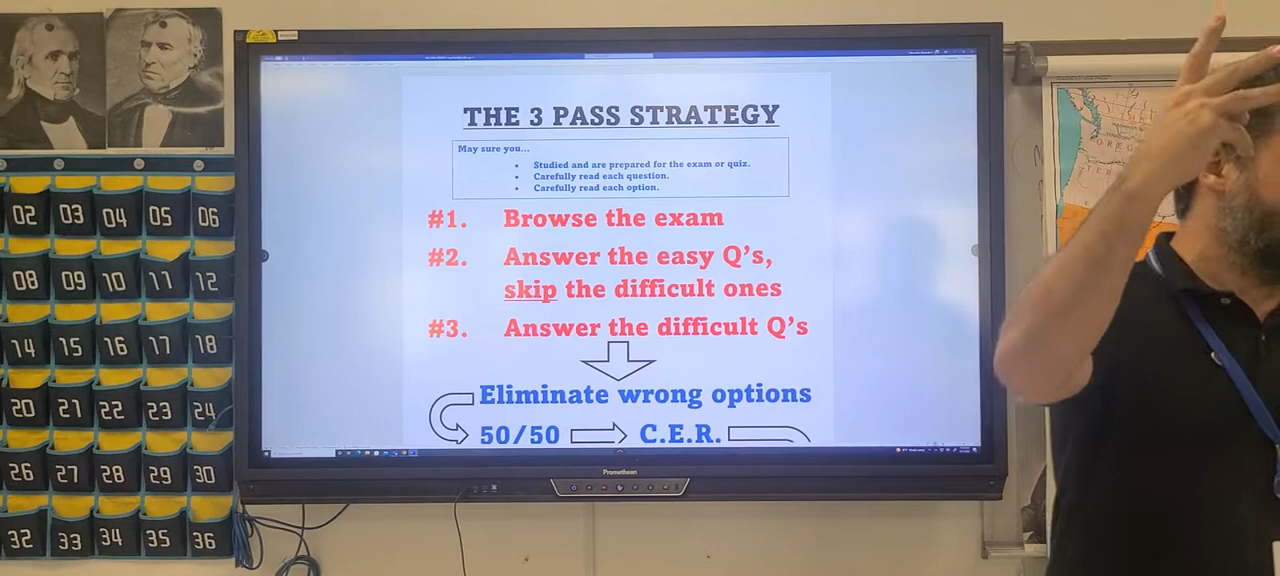 THE 3 PASS STRATEGY
May sure you...
• Studied and are prepared for the exam or quiz.
• Carefully read each question.
• Carefully read each option.
#1. Browse the exam
#2. Answer the easy Q's,
skip the difficult ones
#3. Answer the difficult Q's
Eliminate wrong options
50/50 C.E.R.
Promethean
02 03 04 05 06
08 09 10 11 12
14 15 16 17 18
20 21 22 23 24
26 27 28 29 30
32 33 34 35 36